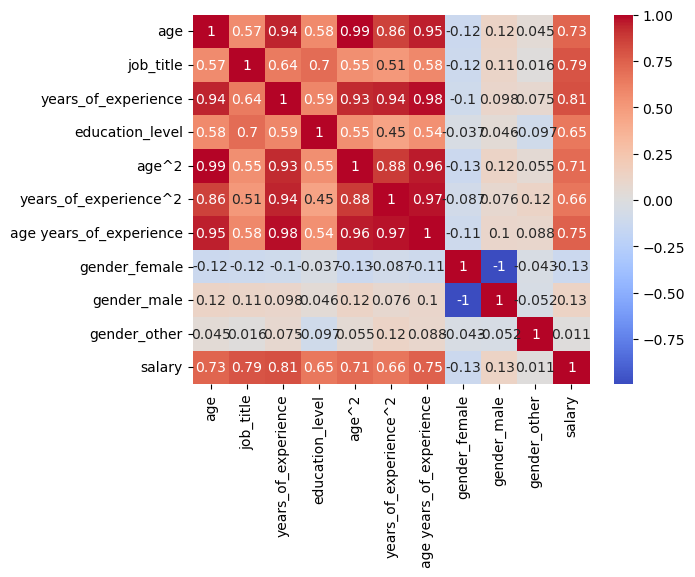 age 1 0.57 0.94 0.58 0.99 0.86 0.95 -0.12 0.12 0.045 0.73
job_title 0.57 1 0.64 0.7 0.55 0.51 0.58 -0.12 0.11 0.016 0.79
years_of_experience 0.94 0.64 1 0.59 0.93 0.94 0.98 -0.1 0.098 0.075 0.81
education_level 0.58 0.7 0.59 1 0.55 0.45 0.54 -0.037 0.046 -0.097 0.65
age^2 0.99 0.55 0.93 0.55 1 0.88 0.96 -0.13 0.12 0.055 0.71
years_of_experience^2 0.86 0.51 0.94 0.45 0.88 1 0.97 -0.087 0.076 0.12 0.66
age years_of_experience 0.95 0.58 0.98 0.54 0.96 0.97 1 -0.11 0.1 0.088 0.75
gender_female -0.12 -0.12 -0.1 -0.037 -0.13 -0.087 -0.11 1 -1 -0.043 -0.13
gender_male 0.12 0.11 0.098 0.046 0.12 0.076 0.1 -1 1 -0.052 0.13
gender_other 0.045 0.016 0.075 -0.097 0.055 0.12 0.088 -0.043 -0.052 1 0.011
salary 0.73 0.79 0.81 0.65 0.71 0.66 0.75 -0.13 0.13 0.011 1
age
job_title
years_of_experience
education_level
age^2
years_of_experience^2
age years_of_experience
gender_female
gender_male
gender_other
salary
1.00
0.75
0.50
0.25
0.00
−0.25
−0.50
−0.75